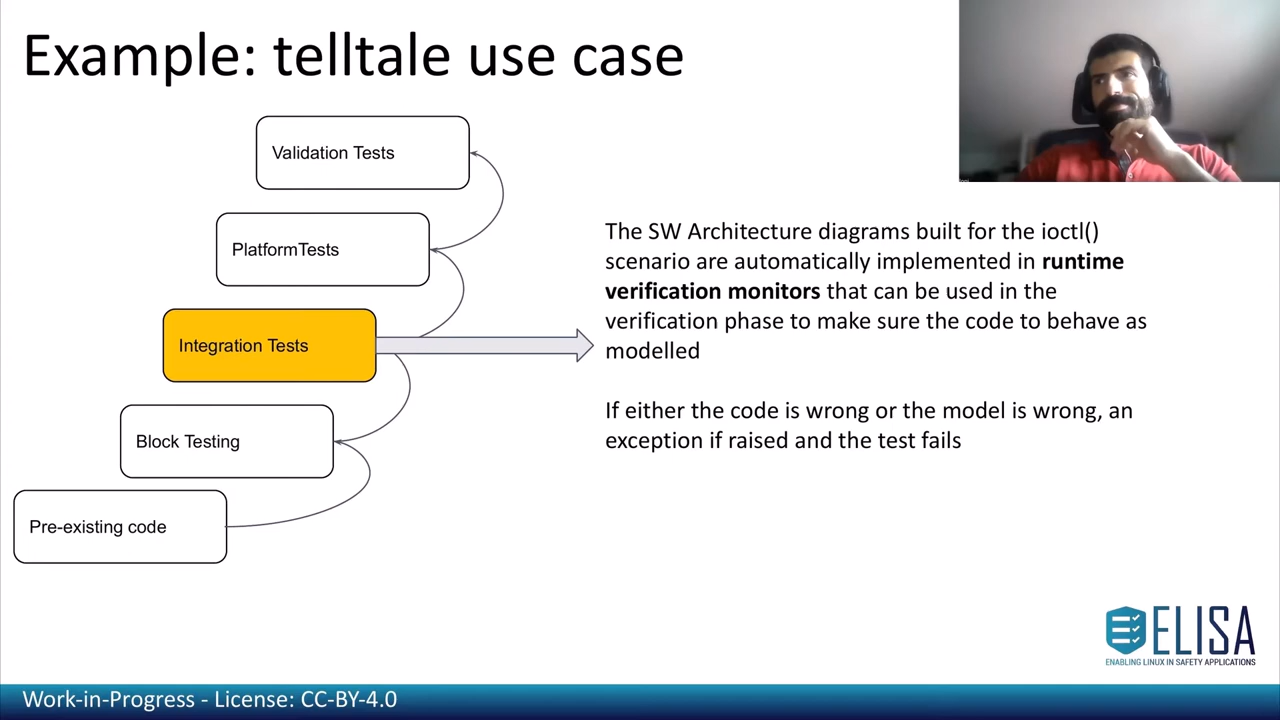 Example: telltale use case
Validation Tests
PlatformTests
Integration Tests
Block Testing
Pre-existing code
The SW Architecture diagrams built for the ioctl()
scenario are automatically implemented in runtime
verification monitors that can be used in the
verification phase to make sure the code to behave as
modelled
If either the code is wrong or the model is wrong, an
exception if raised and the test fails
ELISA
ENABLING LINUX IN SAFETY APPLICATIONS
Work-in-Progress - License: CC-BY-4.0